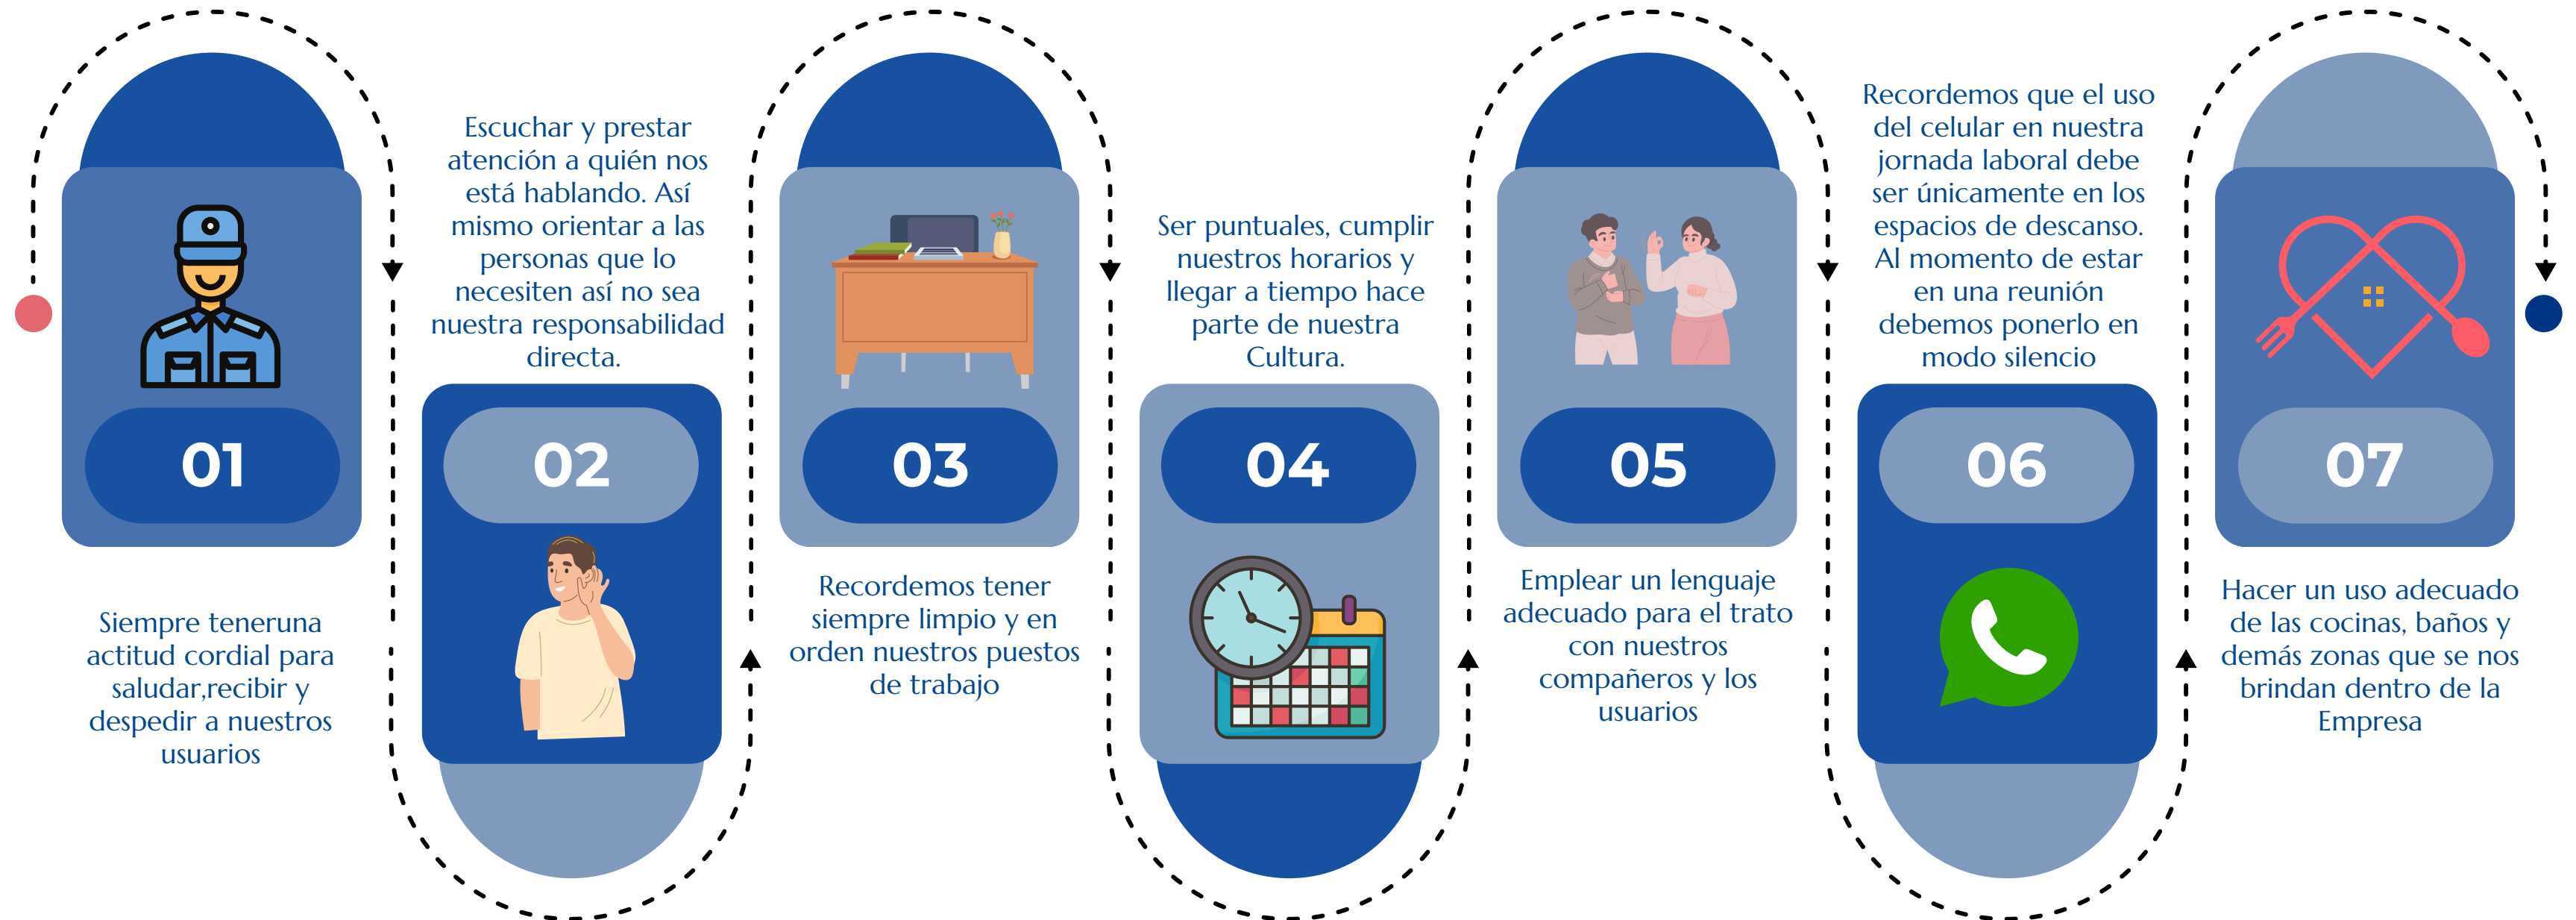 01
Siempre teneruna
actitud cordial para
saludar,recibir y
despedir a nuestros
usuarios
Escuchar y prestar
atención a quién nos
está hablando. Así
mismo orientar a las
personas que lo
necesiten así no sea
nuestra responsabilidad
directa.
02
03
Recordemos tener
siempre limpio y en
orden nuestros puestos
de trabajo
Ser puntuales, cumplir
nuestros horarios y
llegar a tiempo hace
parte de nuestra
Cultura.
04
05
Emplear un lenguaje
adecuado para el trato
con nuestros
compañeros y los
usuarios
Recordemos que el uso
del celular en nuestra
jornada laboral debe
ser únicamente en los
espacios de descanso.
Al momento de estar
en una reunión
debemos ponerlo en
modo silencio
06
07
Hacer un uso adecuado
de las cocinas, baños y
demás zonas que se nos
brindan dentro de la
Empresa